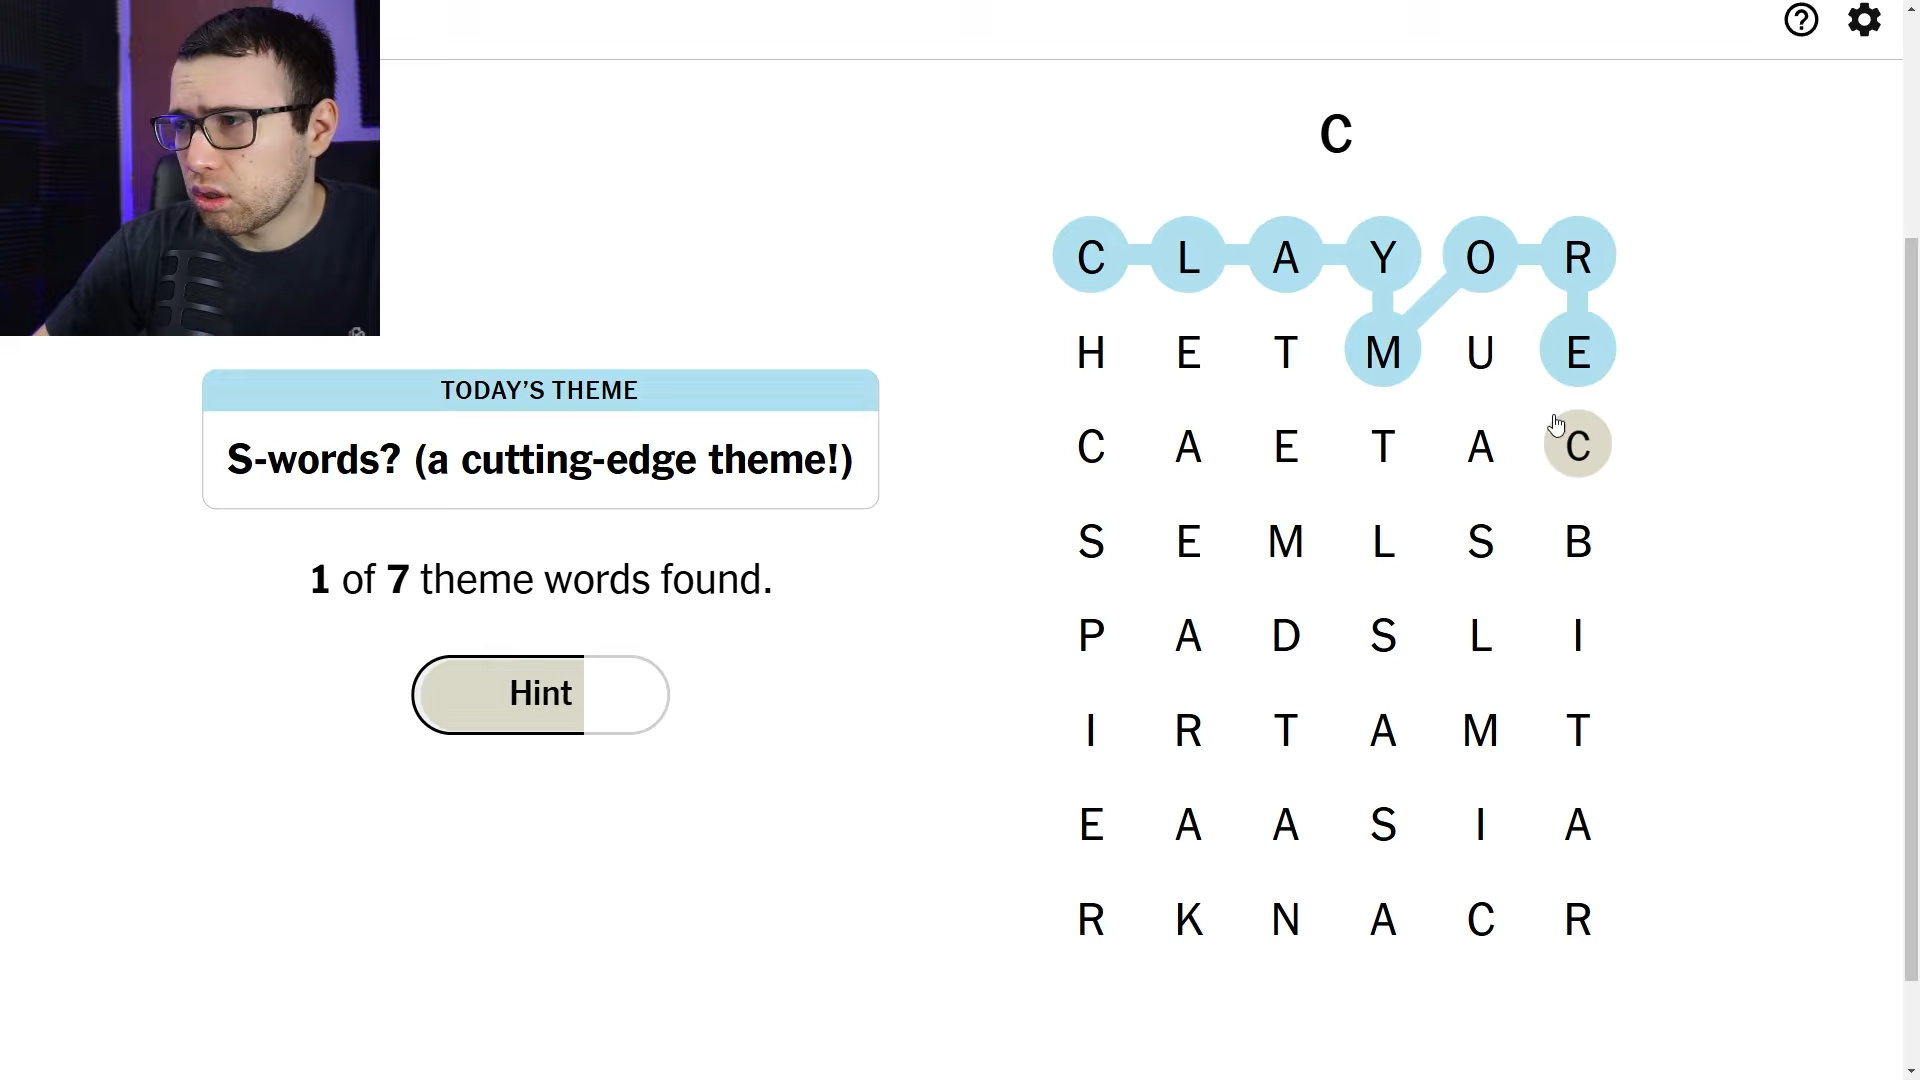 C
C L A Y O R
H E T M U E
C A E T A C
S E M L S B
P A D S L I
I R T A M T
E A A S I A
R K N A C R
TODAY'S THEME
S-words? (a cutting-edge theme!)
1 of 7 theme words found.
Hint